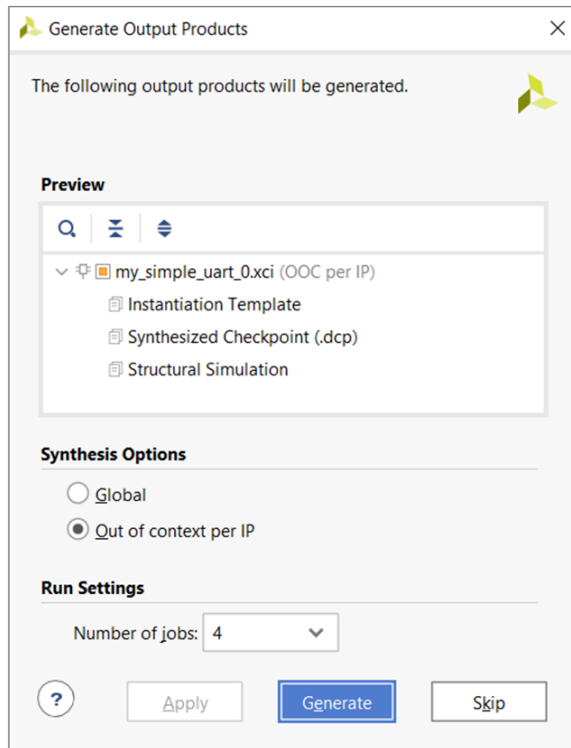 Generate Output Products
The following output products will be generated.
Preview
my_simple_uart_0.xci (OOC per IP)
Instantiation Template
Synthesized Checkpoint (.dcp)
Structural Simulation
Synthesis Options
Global
Out of context per IP
Run Settings
Number of jobs: 4
? Apply Generate Skip